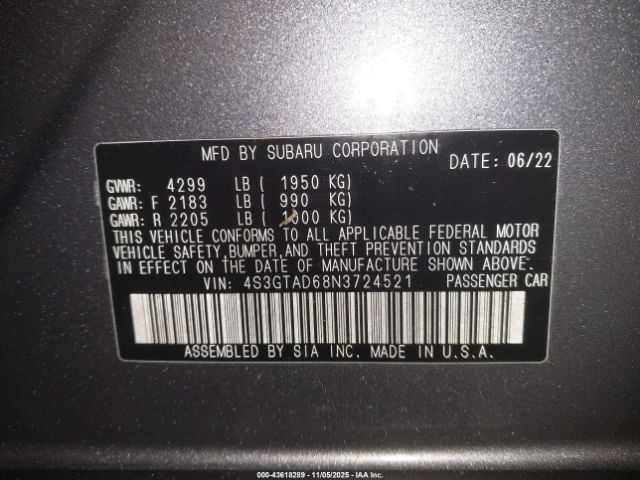 MFD BY SUBARU CORPORATION DATE: 06/22
GVWR: 4299 LB ( 1950 KG)
GAWR: F 2183 LB ( 990 KG)
GAWR: R 2205 LB ( 1000 KG)
THIS VEHICLE CONFORMS TO ALL APPLICABLE FEDERAL MOTOR
VEHICLE SAFETY, BUMPER, AND THEFT PREVENTION STANDARDS
IN EFFECT ON THE DATE OF MANUFACTURE SHOWN ABOVE.
VIN: 4S3GTAD68N3724521 PASSENGER CAR
ASSEMBLED BY SIA INC. MADE IN U.S.A.
000-43618289 - 11/05/2025 - IAA Inc.